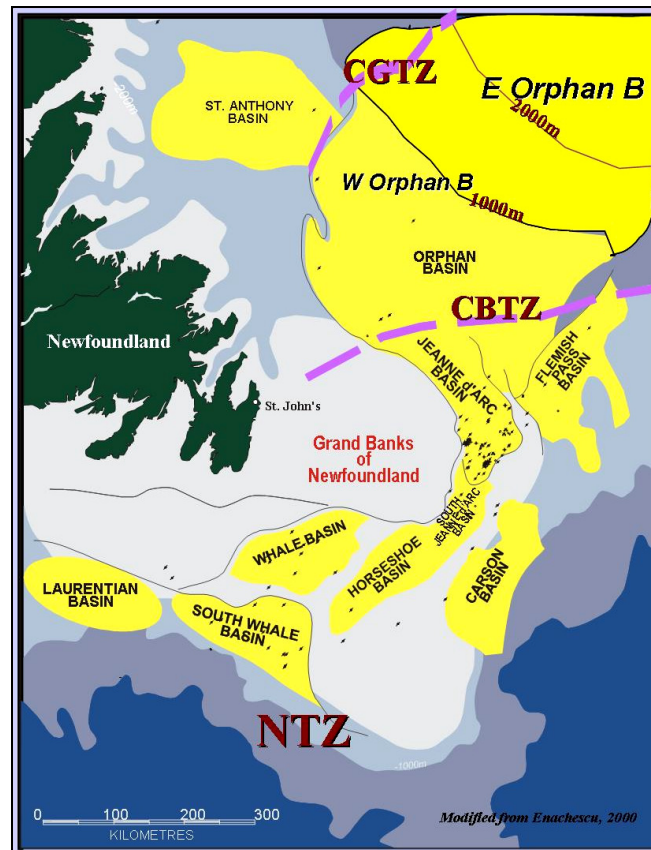 CGTZ
E Orphan B
2000m
ST. ANTHONY
BASIN
-200m
W Orphan B
1000m
ORPHAN
BASIN
CBTZ
Newfoundland
JEANNE d'ARC
BASIN
FLEMISH
PASS
BASIN
St. John's
Grand Banks
of
Newfoundland
SOUTH
JEANNE d'ARC
BASIN
WHALE BASIN
HORSESHOE
BASIN
CARSON
BASIN
LAURENTIAN
BASIN
SOUTH WHALE
BASIN
NTZ
-1000m
0 100 200 300
KILOMETRES
Modified from Enachescu, 2000